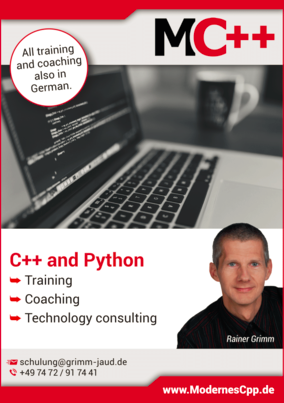 MC++
All training
and coaching
also in
German.
C++ and Python
Training
Coaching
Technology consulting
Rainer Grimm
schulung@grimm-jaud.de
+49 74 72 / 91 74 41
www.ModernesCpp.de